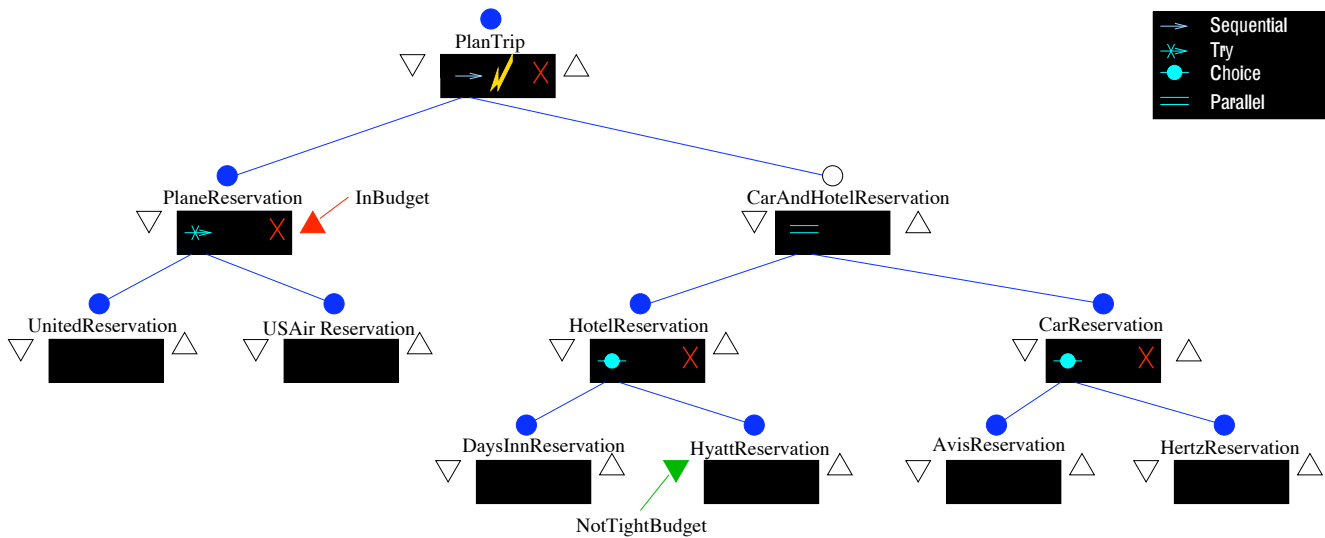 PlanTrip
Sequential
Try
Choice
Parallel
PlaneReservation
InBudget
CarAndHotelReservation
UnitedReservation
USAir Reservation
HotelReservation
CarReservation
DaysInnReservation
HyattReservation
AvisReservation
HertzReservation
NotTightBudget